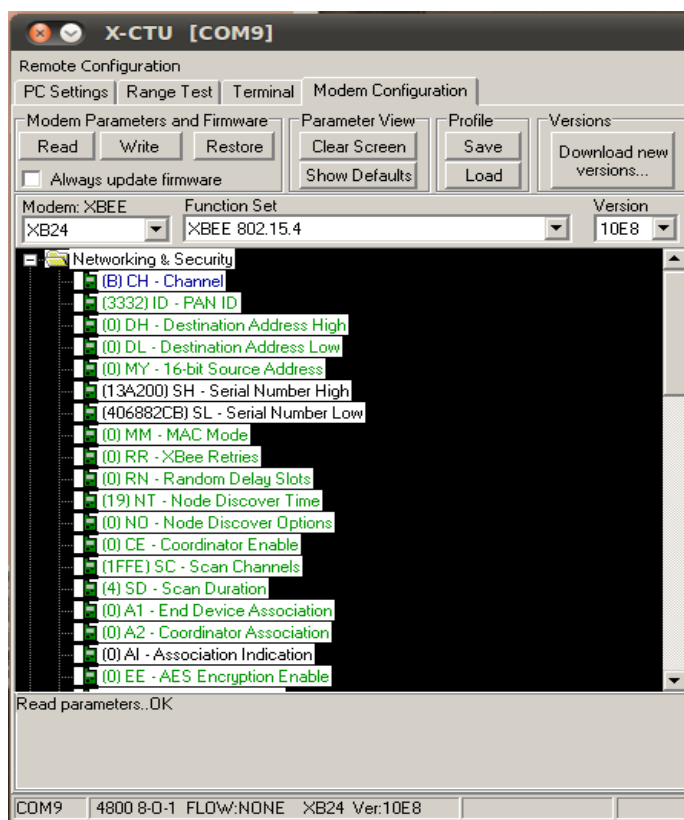 X-CTU [COM9]
Remote Configuration
PC Settings Range Test Terminal Modem Configuration
Modem Parameters and Firmware Parameter View Profile Versions
Read Write Restore Clear Screen Save Download new versions...
Always update firmware Show Defaults Load
Modem: XBEE Function Set Version
XB24 XBEE 802.15.4 10E8
Networking & Security
(B) CH - Channel
(3332) ID - PAN ID
(0) DH - Destination Address High
(0) DL - Destination Address Low
(0) MY - 16-bit Source Address
(13A200) SH - Serial Number High
(406882CB) SL - Serial Number Low
(0) MM - MAC Mode
(0) RR - XBee Retries
(0) RN - Random Delay Slots
(19) NT - Node Discover Time
(0) NO - Node Discover Options
(0) CE - Coordinator Enable
(1FFE) SC - Scan Channels
(4) SD - Scan Duration
(0) A1 - End Device Association
(0) A2 - Coordinator Association
(0) AI - Association Indication
(0) EE - AES Encryption Enable
Read parameters..OK
COM9 4800 8-O-1 FLOW:NONE XB24 Ver:10E8